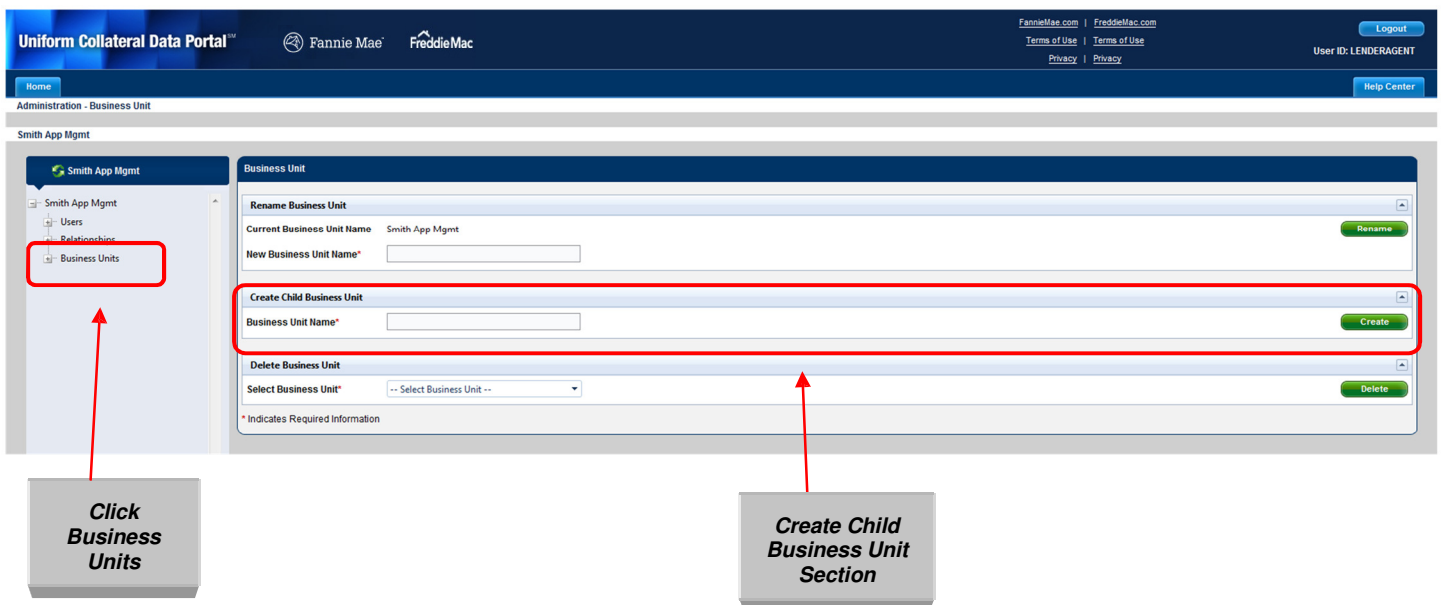 Uniform Collateral Data Portal℠
Fannie Mae
Freddie Mac
FannieMae.com | FreddieMac.com
Terms of Use | Terms of Use
Privacy | Privacy
Logout
User ID: LENDERAGENT
Home
Help Center
Administration - Business Unit
Smith App Mgmt
Smith App Mgmt
Smith App Mgmt
Users
Relationships
Business Units
Business Unit
Rename Business Unit
Current Business Unit Name Smith App Mgmt
Rename
New Business Unit Name*
Create Child Business Unit
Business Unit Name*
Create
Delete Business Unit
Select Business Unit* -- Select Business Unit --
Delete
* Indicates Required Information
Click
Business
Units
Create Child
Business Unit
Section